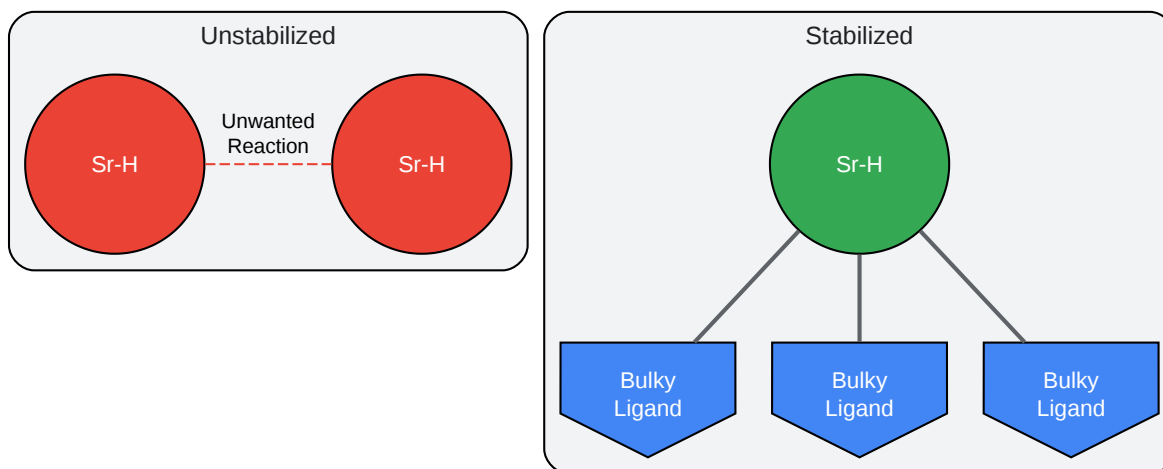 Unstabilized
Sr-H
Unwanted
Reaction
Sr-H
Stabilized
Sr-H
Bulky
Ligand
Bulky
Ligand
Bulky
Ligand